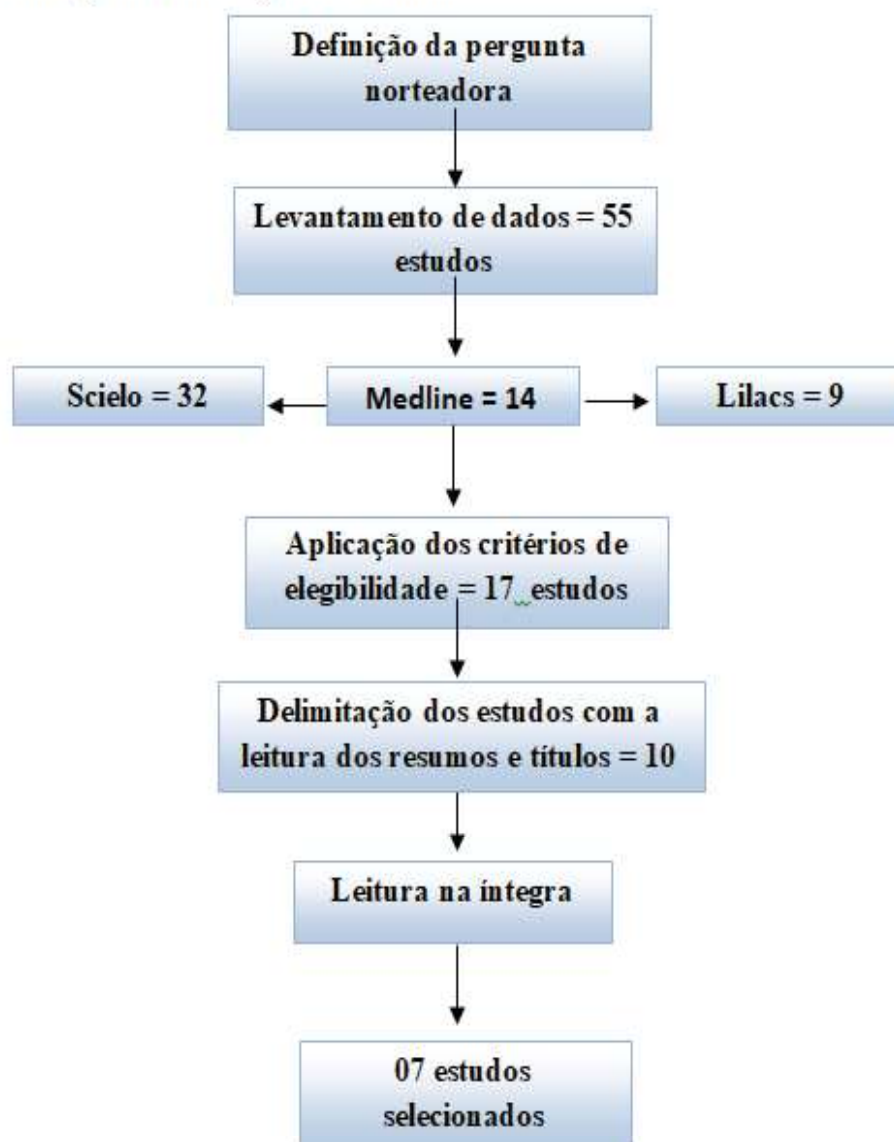 Definição da pergunta
norteadora
Levantamento de dados = 55
estudos
Scielo = 32
Medline = 14
Lilacs = 9
Aplicação dos critérios de
elegibilidade = 17 estudos
Delimitação dos estudos com a
leitura dos resumos e títulos = 10
Leitura na íntegra
07 estudos
selecionados